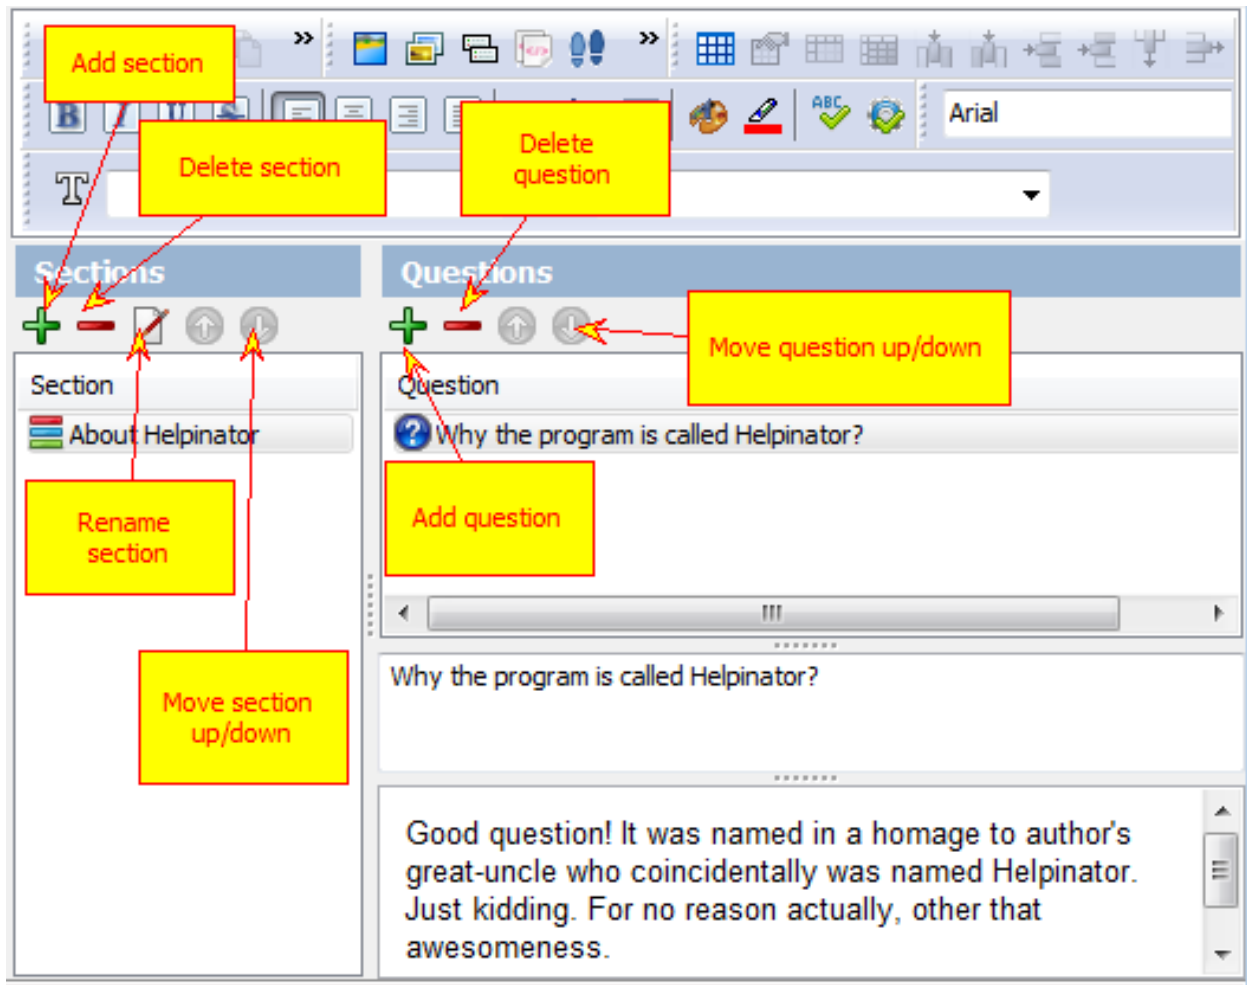 Add section
Delete section
Delete
question
ABC
Arial
Sections
Questions
Move question up/down
Section
Question
About Helpinator
Why the program is called Helpinator?
Rename
section
Add question
Move section
up/down
Why the program is called Helpinator?
Good question! It was named in a homage to author's
great-uncle who coincidentally was named Helpinator.
Just kidding. For no reason actually, other that
awesomeness.